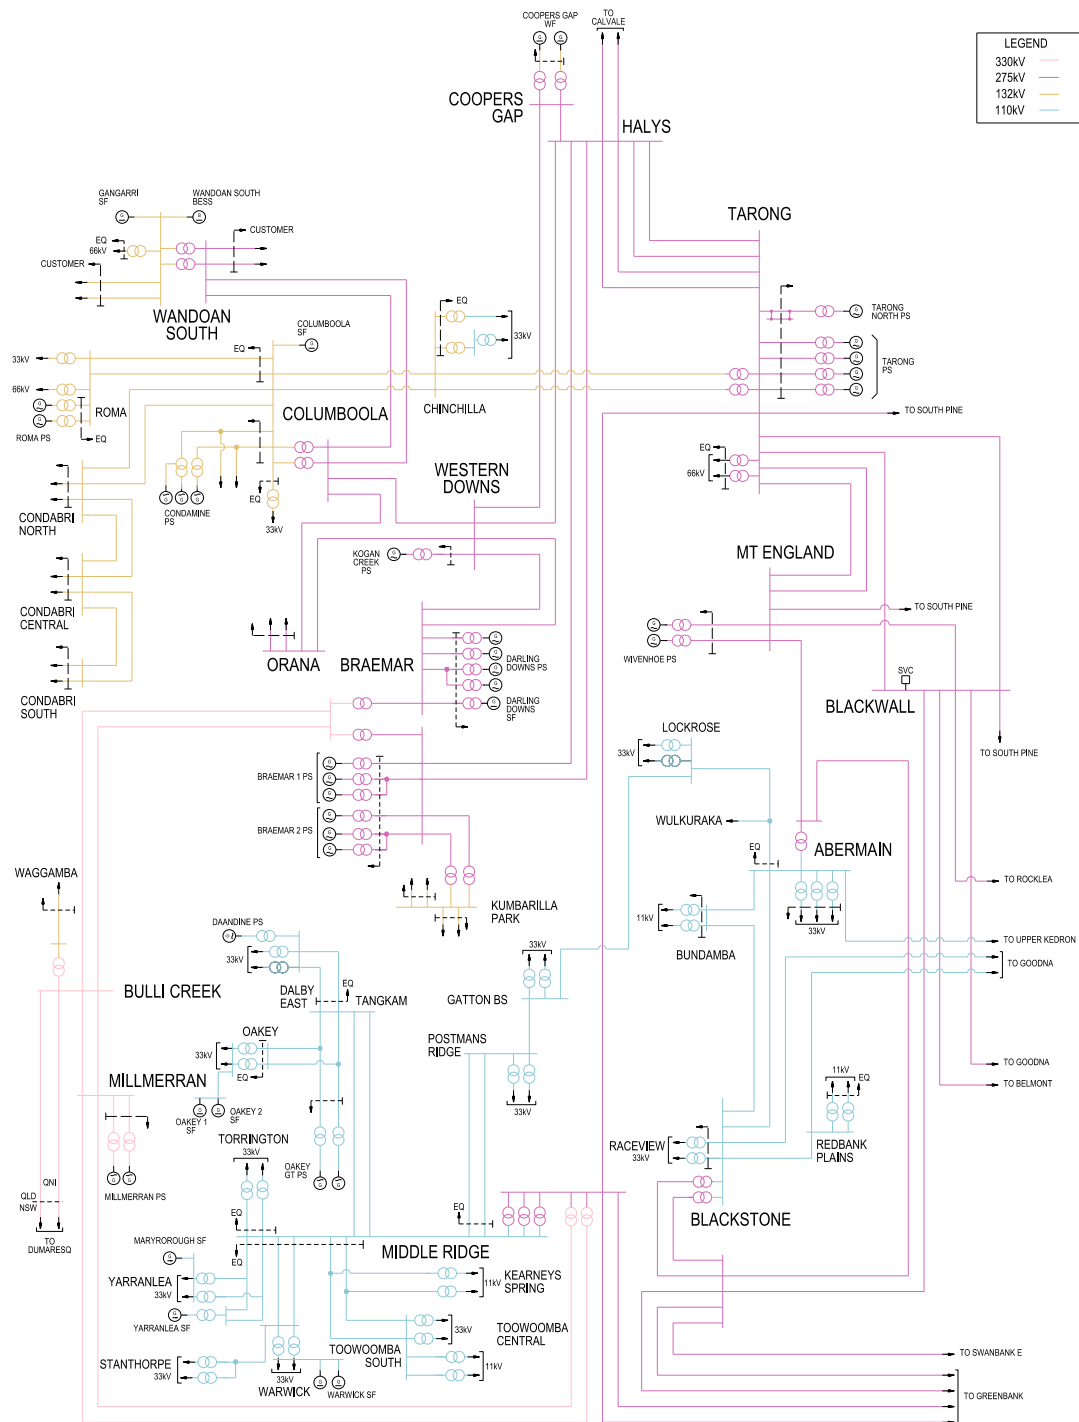 COOPERS GAP
WF
TO
CALVALE
LEGEND
330kV
275kV
132kV
110kV
COOPERS
GAP
HALYS
GANGARRI
SF
WANDOAN SOUTH
BESS
TARONG
CUSTOMER
EQ
66kV
CUSTOMER
WANDOAN
SOUTH
COLUMBOOLA
SF
EQ
33kV
TARONG
NORTH PS
EQ
33kV
TARONG
PS
66kV
ROMA
CHINCHILLA
ROMA PS
EQ
COLUMBOOLA
TO SOUTH PINE
EQ
66kV
WESTERN
DOWNS
EQ
CONDAMINE
PS
33kV
CONDABRI
NORTH
KOGAN
CREEK
PS
MT ENGLAND
CONDABRI
CENTRAL
TO SOUTH PINE
WIVENHOE PS
ORANA
BRAEMAR
DARLING
DOWNS PS
SVC
CONDABRI
SOUTH
DARLING
DOWNS
SF
BLACKWALL
LOCKROSE
33kV
TO SOUTH PINE
BRAEMAR 1 PS
WULKURAKA
BRAEMAR 2 PS
EQ
ABERMAIN
WAGGAMBA
TO ROCKLEA
KUMBARILLA
PARK
DAANDINE PS
11kV
33kV
33kV
33kV
BUNDAMBA
TO UPPER KEDRON
TO GOODNA
BULLI CREEK
DALBY
EAST
EQ
TANGKAM
GATTON BS
OAKEY
33kV
EQ
POSTMANS
RIDGE
TO GOODNA
MILLMERRAN
11kV
EQ
TO BELMONT
33kV
OAKEY 1
SF
OAKEY 2
SF
TORRINGTON
33kV
RACEVIEW
33kV
REDBANK
PLAINS
OAKEY
GT PS
MILLMERRAN PS
QNI
QLD
NSW
EQ
EQ
BLACKSTONE
TO
DUMARESQ
MARYROROUGH SF
EQ
MIDDLE RIDGE
YARRANLEA
33kV
11kV
KEARNEYS
SPRING
YARRANLEA SF
33kV
TOOWOOMBA
CENTRAL
TOOWOOMBA
SOUTH
TO SWANBANK E
STANTHORPE
33kV
11kV
33kV
WARWICK
WARWICK SF
TO GREENBANK